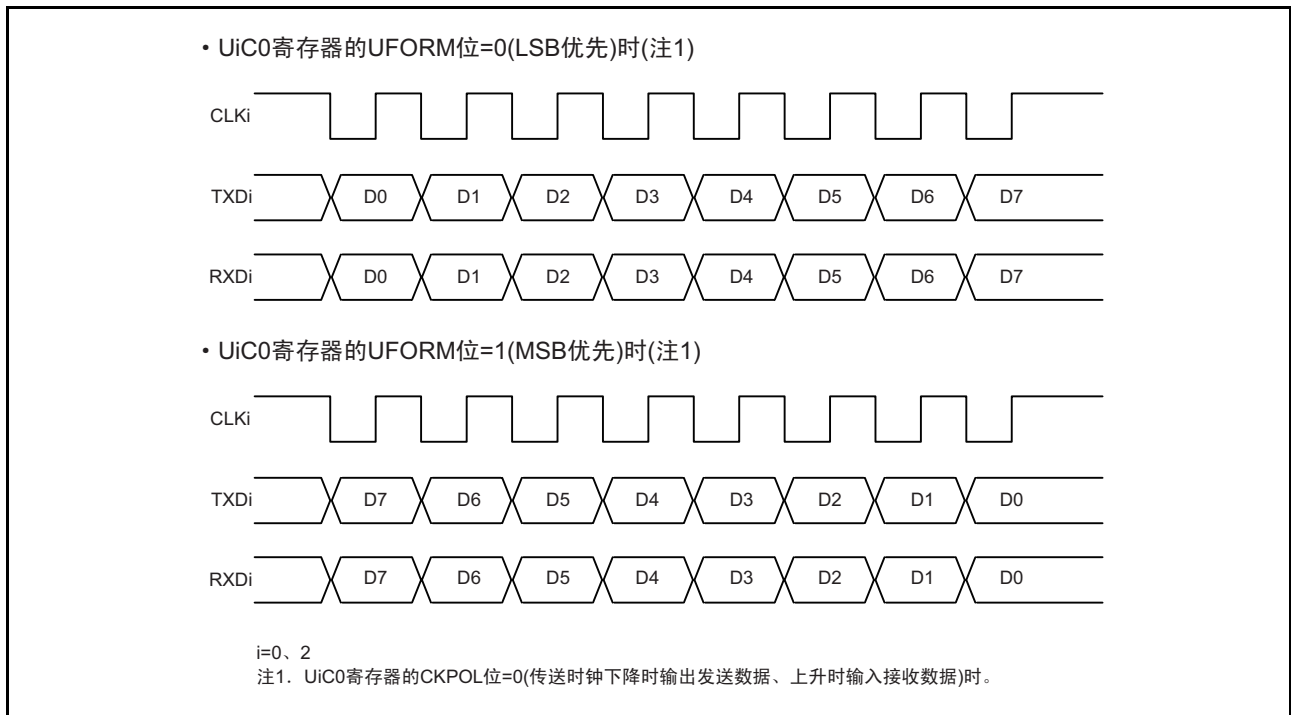 • UiC0寄存器的UFORM位=0(LSB优先)时(注1)
CLKi
TXDi D0 D1 D2 D3 D4 D5 D6 D7
RXDi D0 D1 D2 D3 D4 D5 D6 D7
• UiC0寄存器的UFORM位=1(MSB优先)时(注1)
CLKi
TXDi D7 D6 D5 D4 D3 D2 D1 D0
RXDi D7 D6 D5 D4 D3 D2 D1 D0
i=0、2
注1. UiC0寄存器的CKPOL位=0(传送时钟下降时输出发送数据、上升时输入接收数据)时。